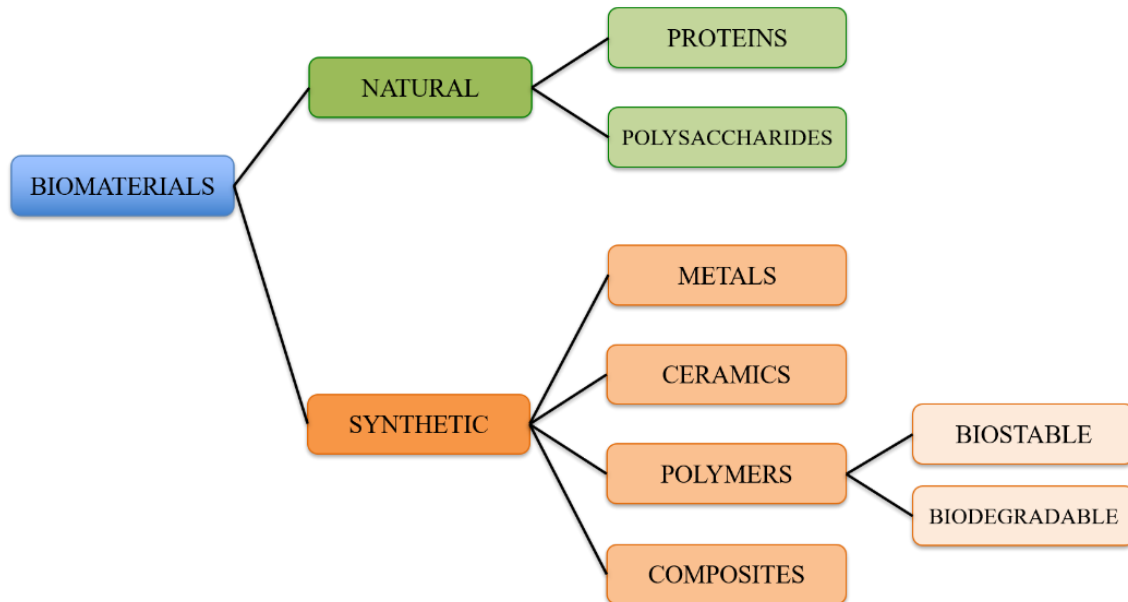 PROTEINS
NATURAL
POLYSACCHARIDES
BIOMATERIALS
METALS
CERAMICS
SYNTHETIC
BIOSTABLE
POLYMERS
BIODEGRADABLE
COMPOSITES